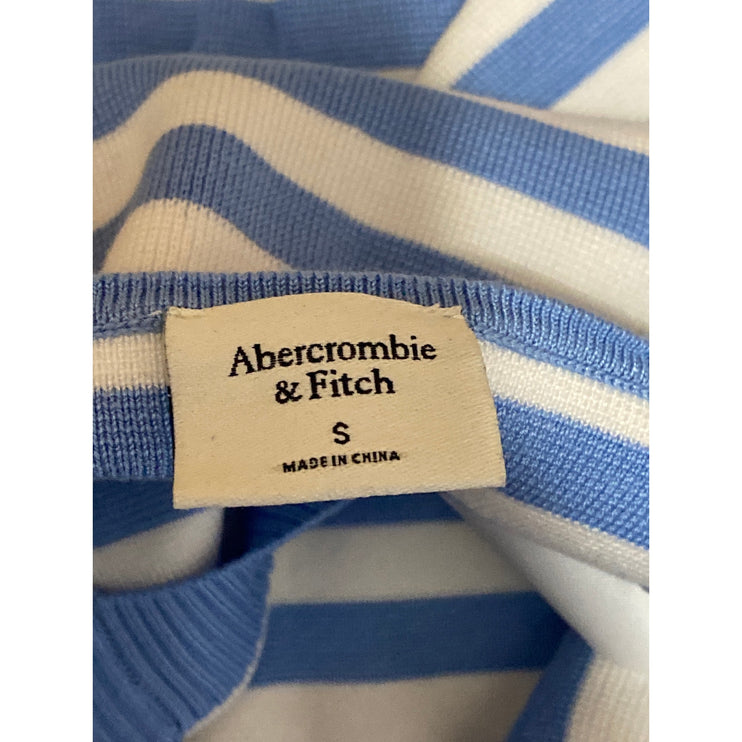 Abercrombie
& Fitch
S
MADE IN CHINA